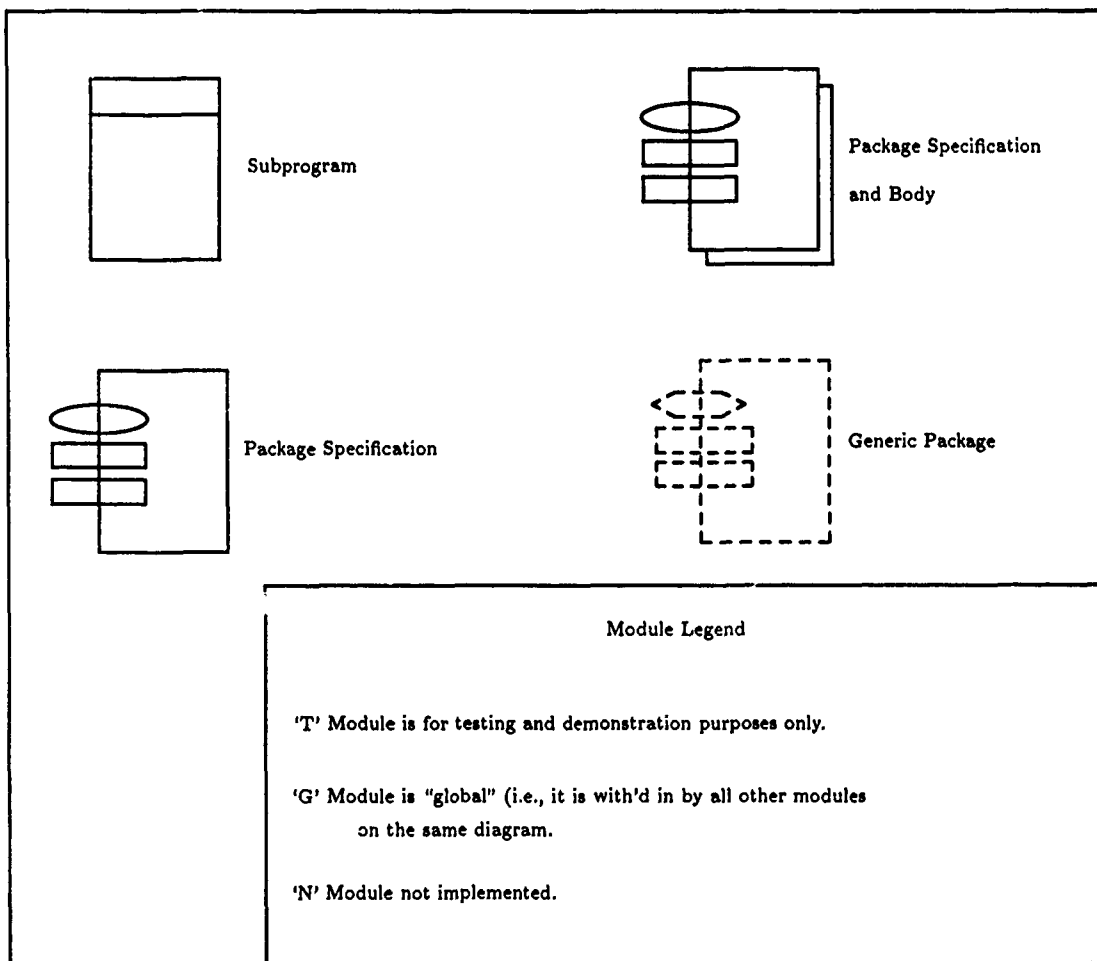 Subprogram
Package Specification
and Body
Package Specification
Generic Package
Module Legend
'T' Module is for testing and demonstration purposes only.
'G' Module is “global” (i.e., it is with'd in by all other modules
on the same diagram.
'N' Module not implemented.